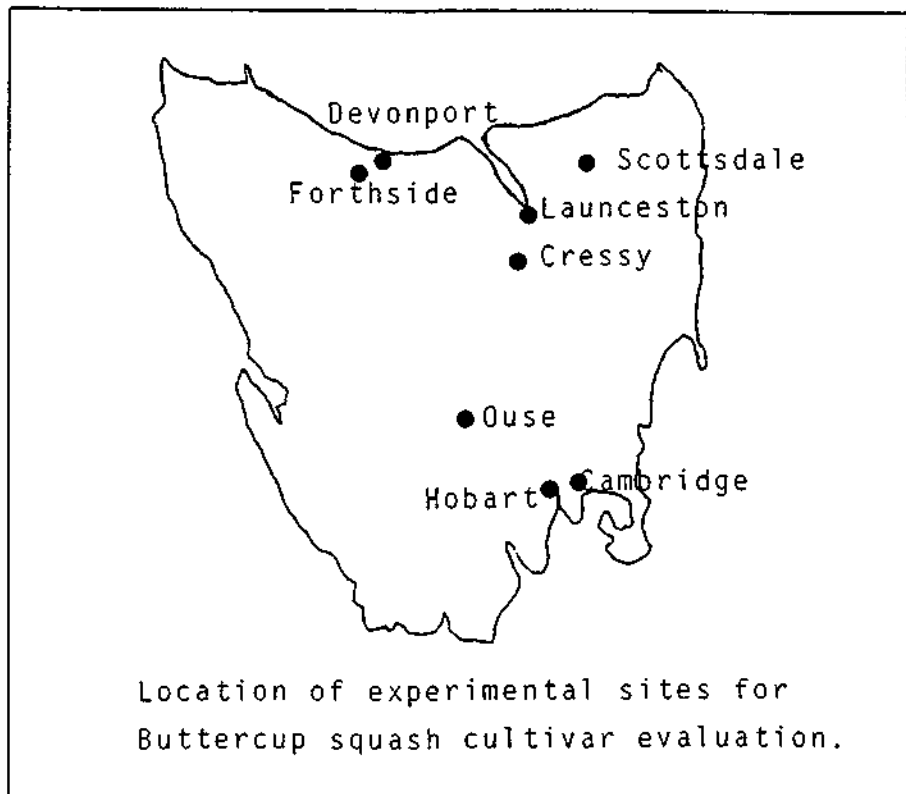 Devonport
Scottsdale
Forthside
Launceston
Cressy
Ouse
Cambridge
Hobart
Location of experimental sites for
Buttercup squash cultivar evaluation.